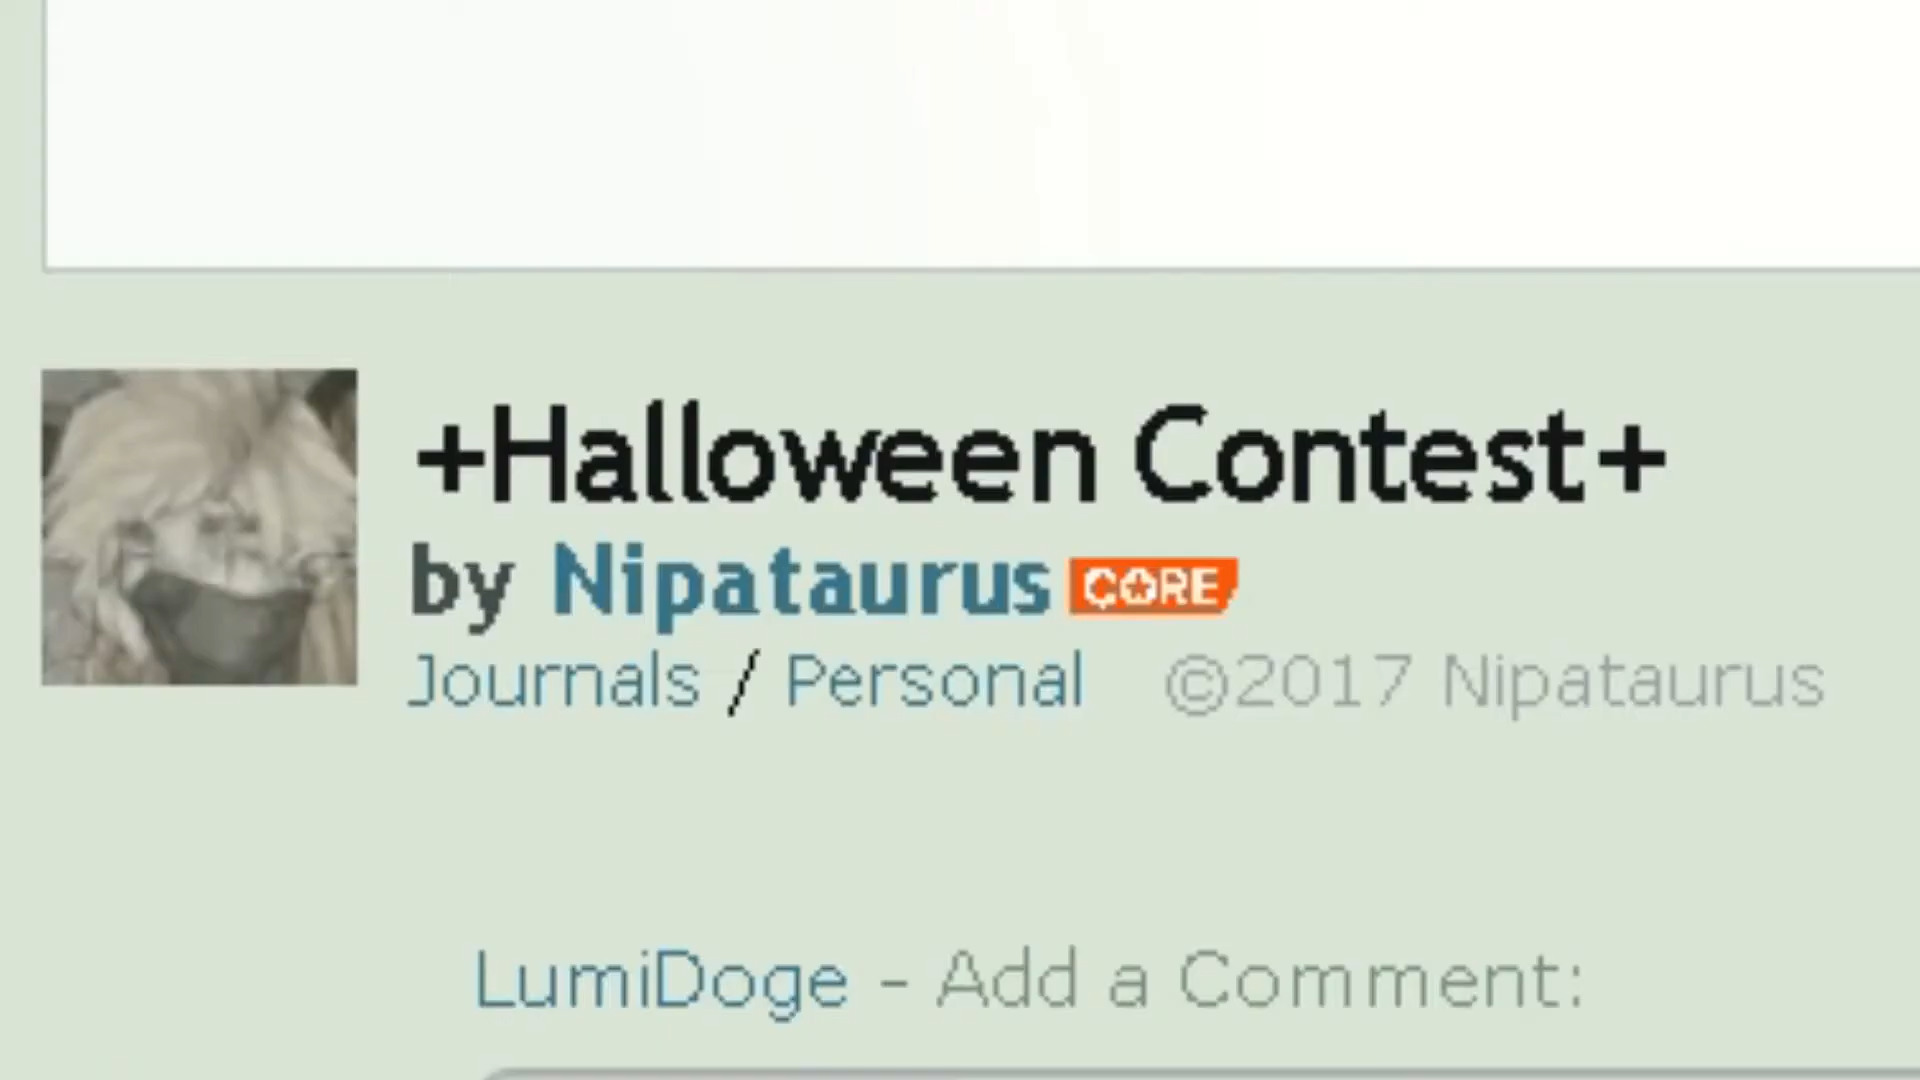 +Halloween Contest+
by Nipataurus CORE
Journals / Personal ©2017 Nipataurus
LumiDoge - Add a Comment: